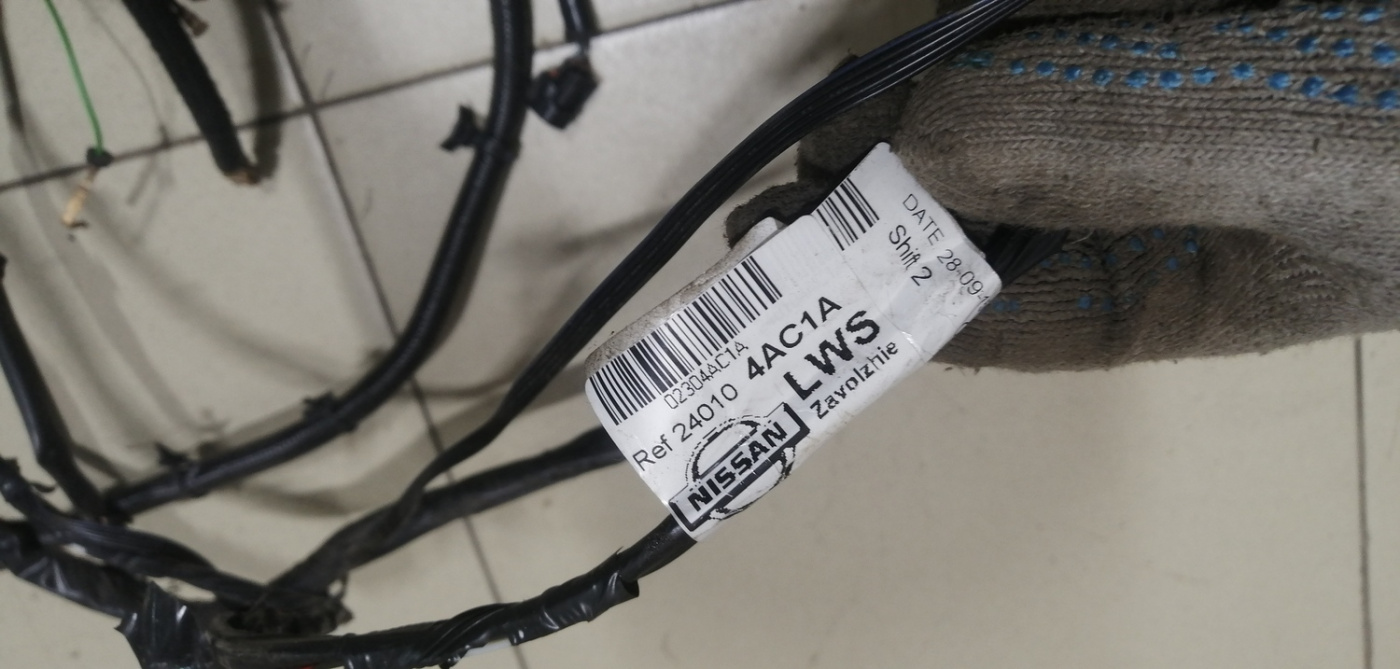 DATE 28-09-
Shift 2
02304AC1A
Ref 24010 4AC1A
LWS
Zavolzhie
NISSAN